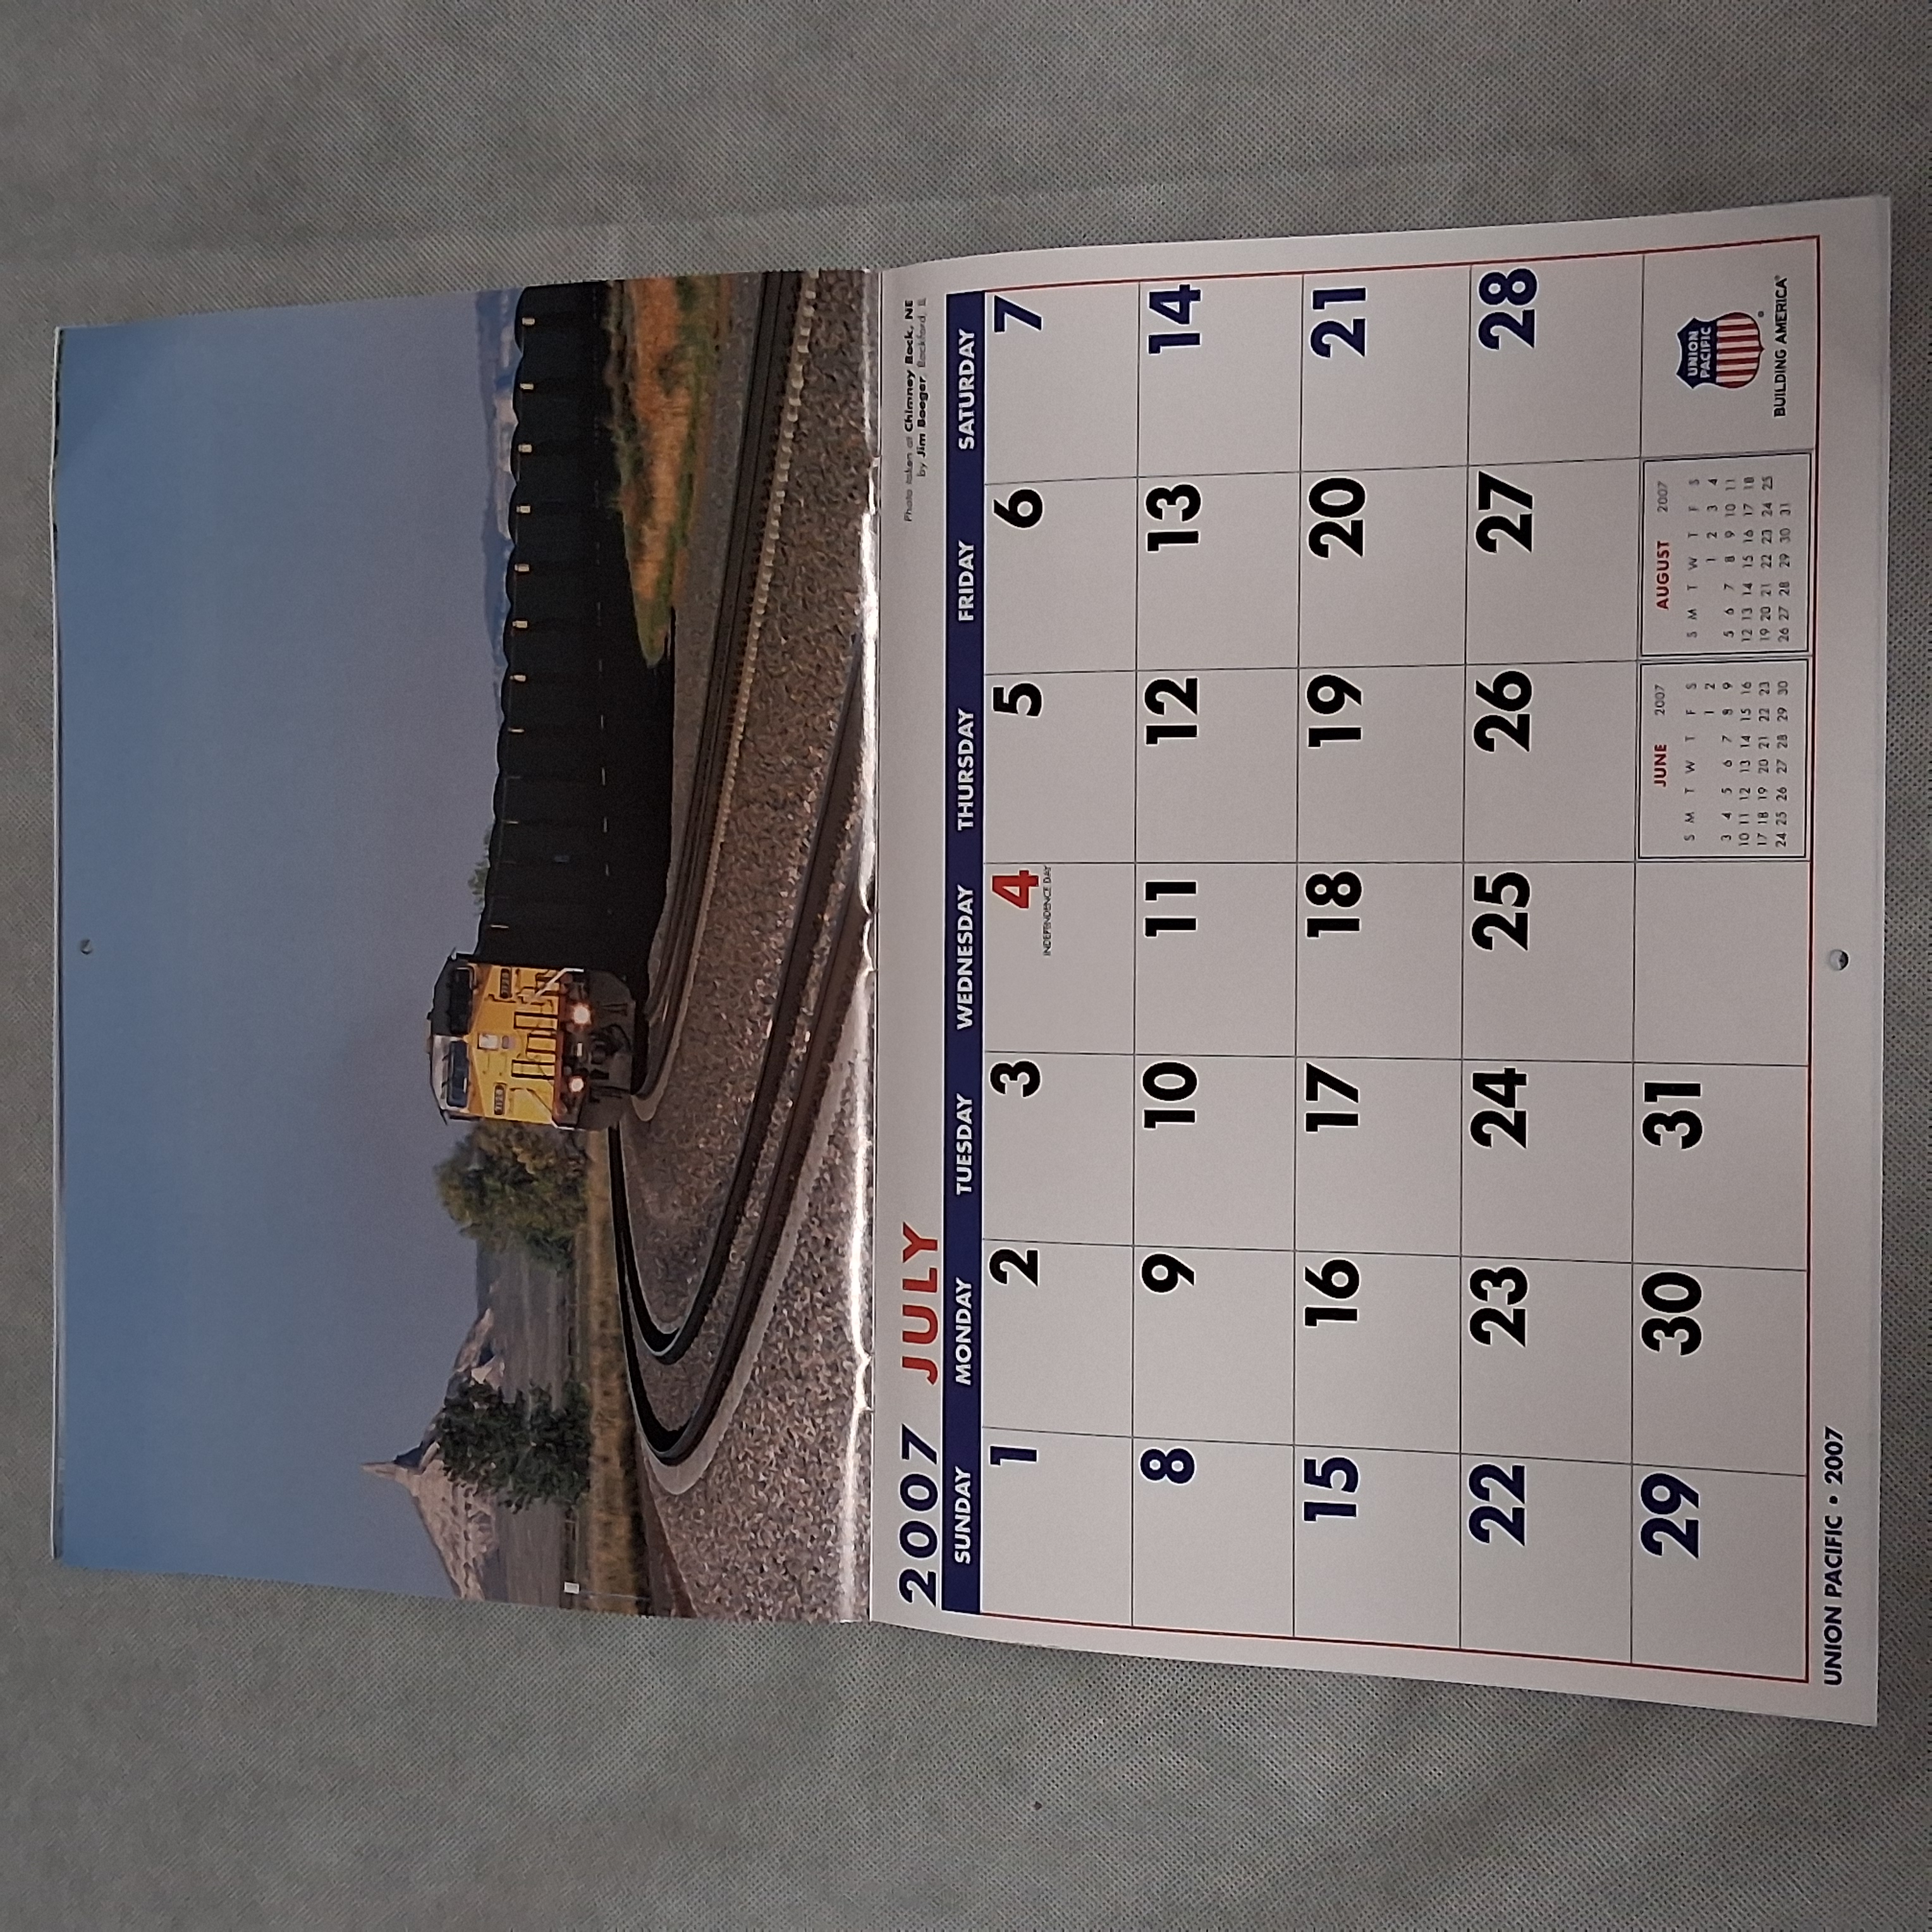 Photo taken at Chimney Rock, NE
by Jim Boeger, Rockford, IL
2007 JULY
SUNDAY MONDAY TUESDAY WEDNESDAY THURSDAY FRIDAY SATURDAY
1 2 3 4 5 6 7
INDEPENDENCE DAY
8 9 10 11 12 13 14
15 16 17 18 19 20 21
22 23 24 25 26 27 28
29 30 31
JUNE 2007
S M T W T F S
1 2
3 4 5 6 7 8 9
10 11 12 13 14 15 16
17 18 19 20 21 22 23
24 25 26 27 28 29 30
AUGUST 2007
S M T W T F S
1 2 3 4
5 6 7 8 9 10 11
12 13 14 15 16 17 18
19 20 21 22 23 24 25
26 27 28 29 30 31
UNION
PACIFIC
®
BUILDING AMERICA®
UNION PACIFIC • 2007